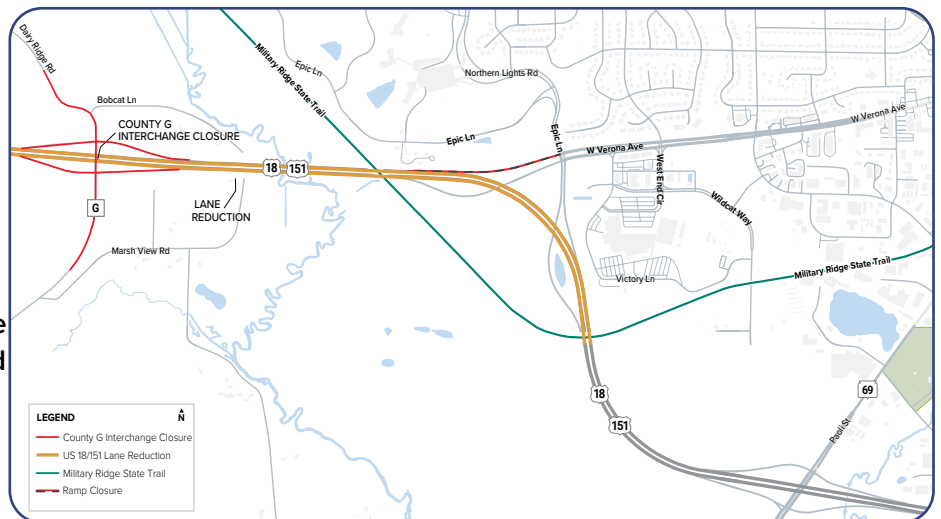 Dairy Ridge Rd
Military Ridge State Trail
Epic Ln
Northern Lights Rd
Bobcat Ln
COUNTY G
INTERCHANGE CLOSURE
Epic Ln
Epic Ln
W Verona Ave
W Verona Ave
18 151
West End Cir
LANE
REDUCTION
G
Wildcat Way
Marsh View Rd
Military Ridge State Trail
Victory Ln
e
d
18
69
151
Paoli St
LEGEND
N
County G Interchange Closure
US 18/151 Lane Reduction
Military Ridge State Trail
Ramp Closure